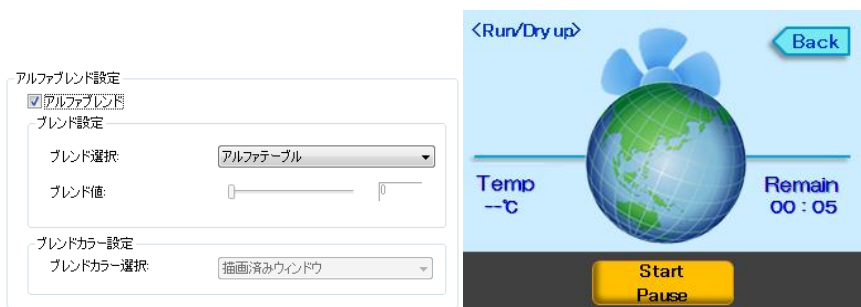 アルファブレンド設定
アルファブレンド
ブレンド設定
ブレンド選択:
アルファテーブル
ブレンド値:
0
ブレンドカラー設定
ブレンドカラー選択:
描画済みウィンドウ
<Run/Dry up>
Back
Temp
--℃
Remain
00：05
Start
Pause